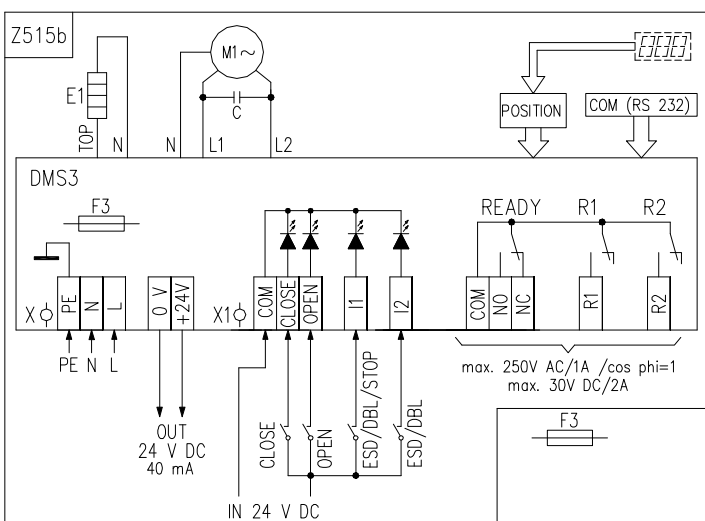 Z515b
M1~
E1
C
TOP
N
N
L1
L2
POSITION
COM (RS 232)
DMS3
F3
READY
R1
R2
X
PE
N
L
0 V
+24V
X1
COM
CLOSE
OPEN
I1
I2
COM
NO
NC
R1
R2
PE N L
max. 250V AC/1A /cos phi=1
max. 30V DC/2A
OUT
24 V DC
40 mA
CLOSE
OPEN
ESD/DBL/STOP
ESD/DBL
F3
IN 24 V DC